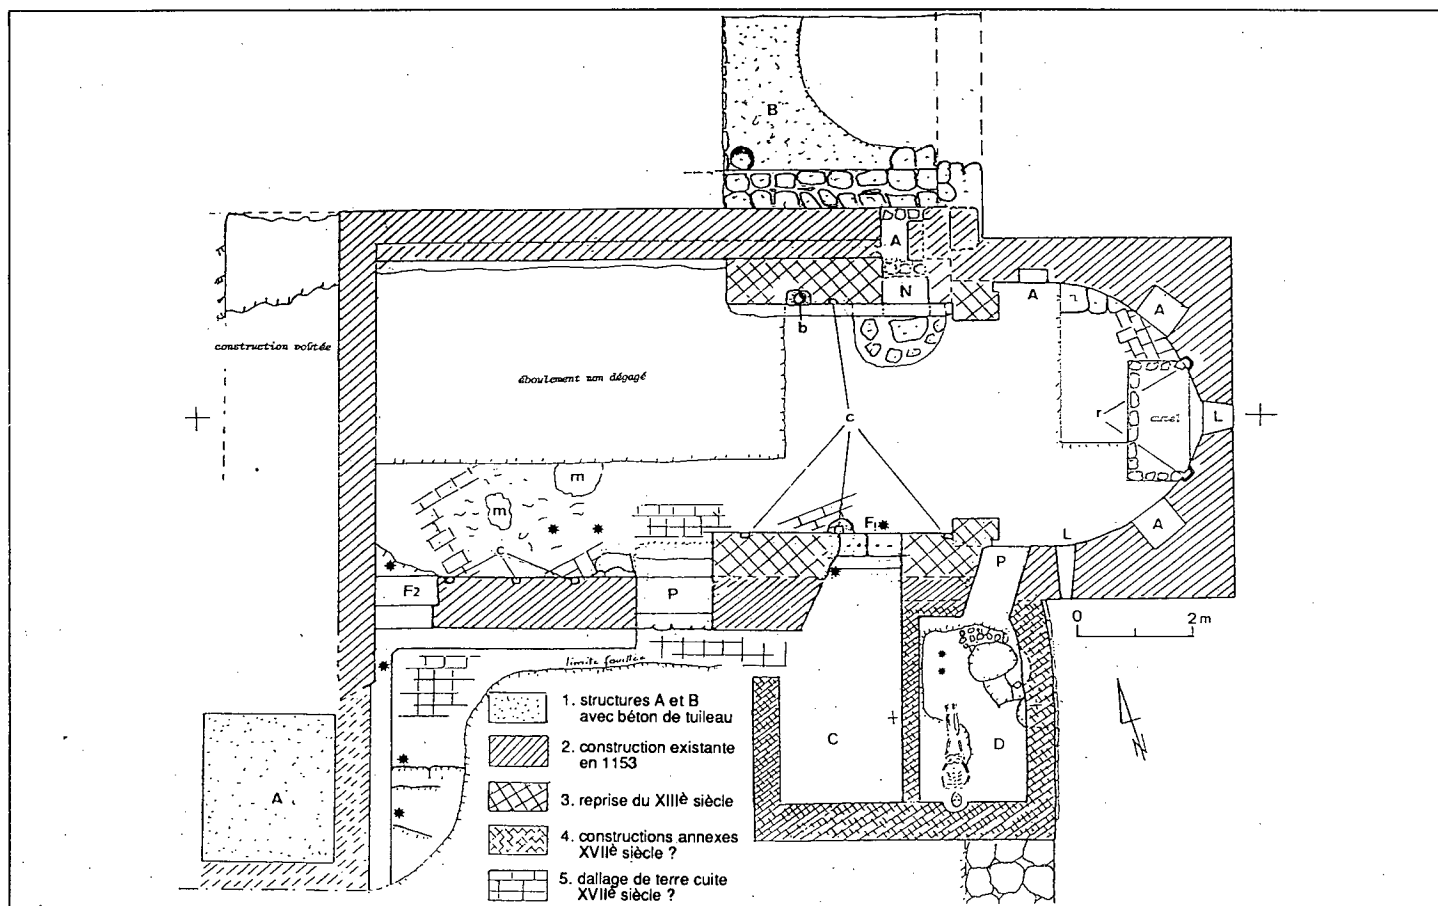 B
A
N
A
A
construction voûtée
b
éboulement non dégagé
c
r
autel
L
m
m
F1
A
L
c
P
F2
P
0 2 m
limite fouilles
1. structures A et B
avec béton de tuileau
2. construction existante
en 1153
3. reprise du XIIIè siècle
4. constructions annexes
XVIIè siècle ?
5. dallage de terre cuite
XVIIè siècle ?
A
C
D
N